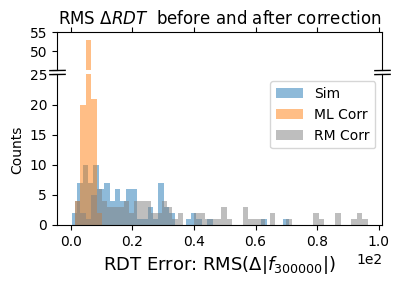 RMS ΔRDT before and after correction
55
50
25
20
15
10
5
0
Counts
Sim
ML Corr
RM Corr
0.0 0.2 0.4 0.6 0.8 1.0
1e2
RDT Error: RMS(Δ|f₃₀₀₀₀₀|)